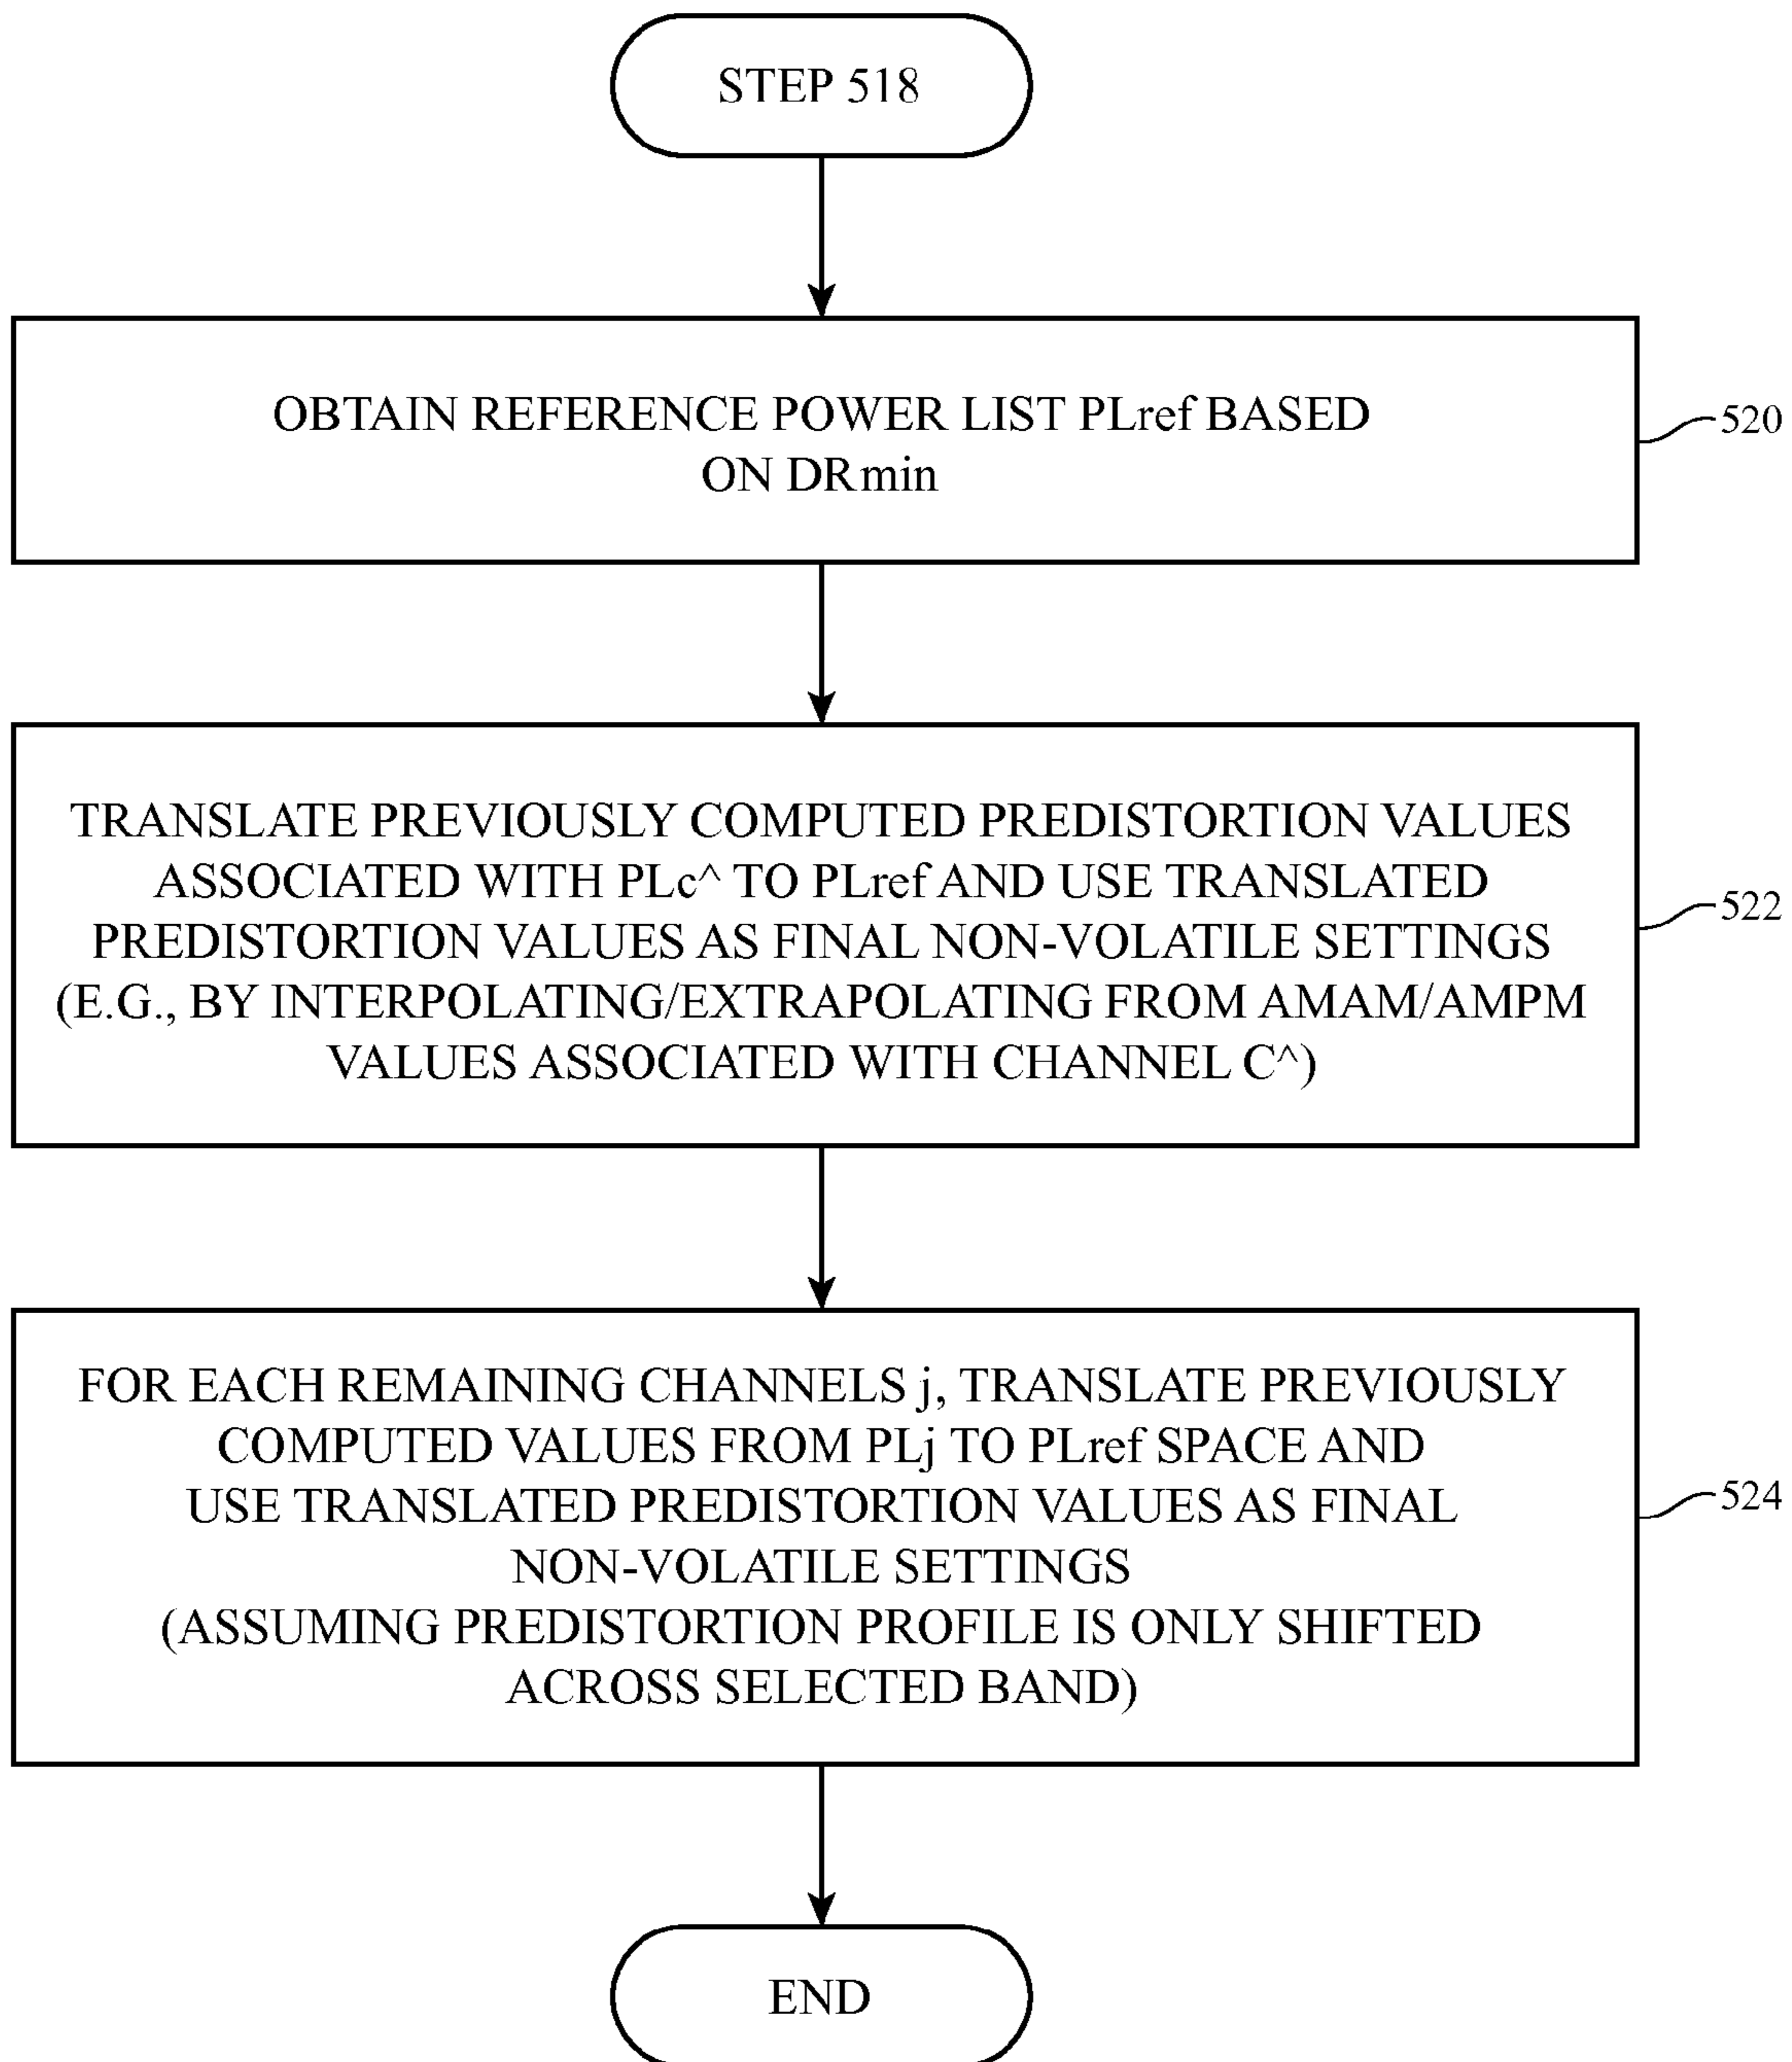 STEP 518
OBTAIN REFERENCE POWER LIST PLref BASED
ON DRmin
520
TRANSLATE PREVIOUSLY COMPUTED PREDISTORTION VALUES
ASSOCIATED WITH PLc^ TO PLref AND USE TRANSLATED
PREDISTORTION VALUES AS FINAL NON-VOLATILE SETTINGS
(E.G., BY INTERPOLATING/EXTRAPOLATING FROM AMAM/AMPM
VALUES ASSOCIATED WITH CHANNEL C^)
522
FOR EACH REMAINING CHANNELS j, TRANSLATE PREVIOUSLY
COMPUTED VALUES FROM PLj TO PLref SPACE AND
USE TRANSLATED PREDISTORTION VALUES AS FINAL
NON-VOLATILE SETTINGS
(ASSUMING PREDISTORTION PROFILE IS ONLY SHIFTED
ACROSS SELECTED BAND)
524
END